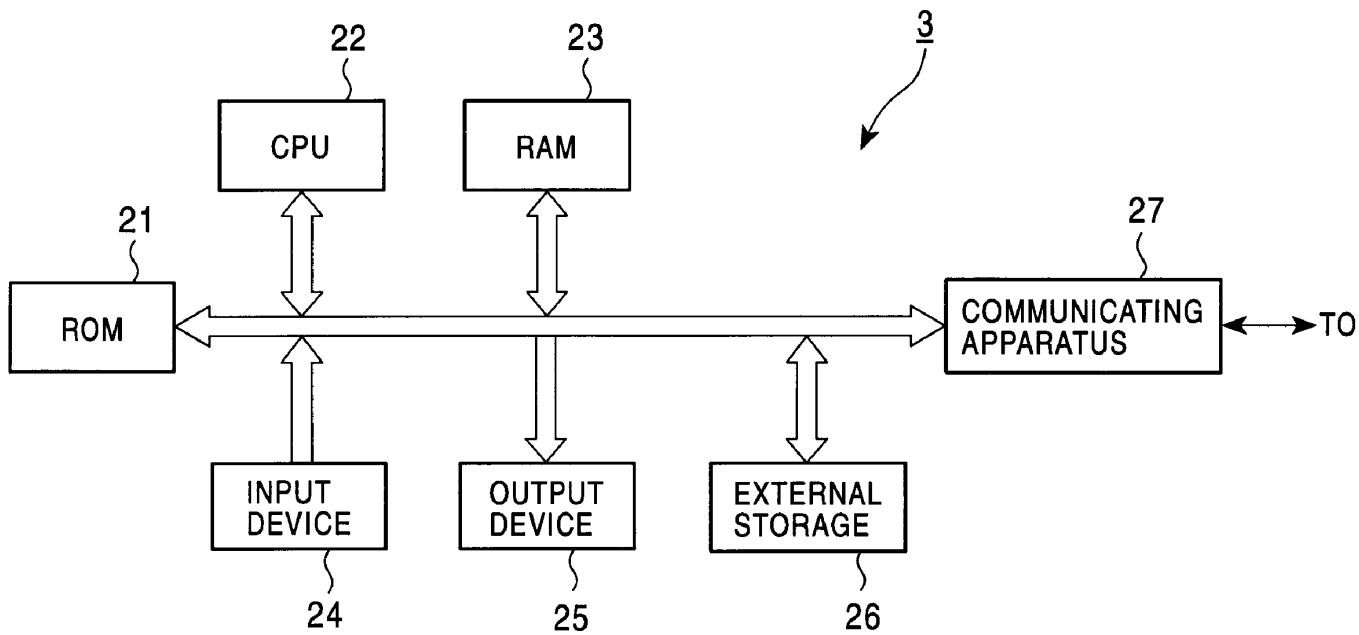 3
22
23
CPU
RAM
21
27
ROM
COMMUNICATING
APPARATUS
TO
INPUT
DEVICE
OUTPUT
DEVICE
EXTERNAL
STORAGE
24
25
26